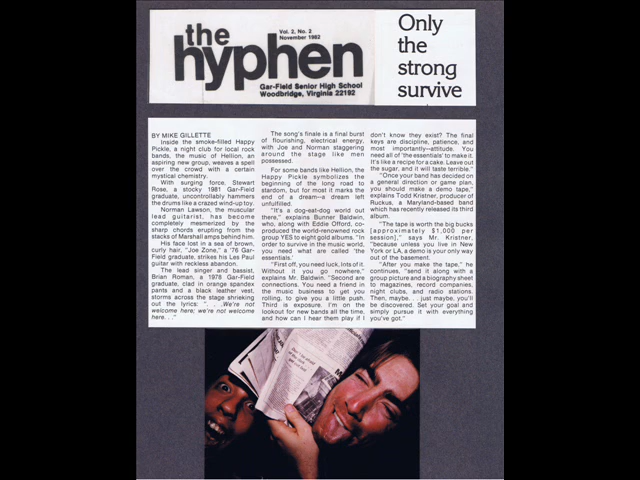 the
hyphen
Vol. 2, No. 2
November 1982
Gar-Field Senior High School
Woodbridge, Virginia 22192
Only
the
strong
survive
BY MIKE GILLETTE
Inside the smoke-filled Happy
Pickle, a night club for local rock
bands, the music of Hellion, an
aspiring new group, weaves a spell
over the crowd with a certain
mystical chemistry.
With surging force, Stewart
Rose, a stocky 1981 Gar-Field
graduate, uncontrollably hammers
the drums like a crazed wind-up toy.
Norman Lawson, the muscular
lead guitarist, has become
completely mesmerized by the
sharp chords erupting from the
stacks of Marshall amps behind him.
His face lost in a sea of brown,
curly hair, "Joe Zone," a '76 Gar-
Field graduate, strikes his Les Paul
guitar with reckless abandon.
The lead singer and bassist,
Brian Roman, a 1978 Gar-Field
graduate, clad in orange spandex
pants and a black leather vest,
storms across the stage shrieking
out the lyrics: ". . .We're not
welcome here; we're not welcome
here. . ."
The song's finale is a final burst
of flourishing, electrical energy,
with Joe and Norman staggering
around the stage like men
possessed.
For some bands like Hellion, the
Happy Pickle symbolizes the
beginning of the long road to
stardom, but for most it marks the
end of a dream—a dream left
unfulfilled.
"It's a dog-eat-dog world out
there," explains Bunner Baldwin,
who, along with Eddie Offord, co-
produced the world-renowned rock
group YES to eight gold albums. "In
order to survive in the music world,
you need what are called 'the
essentials.'
"First off, you need luck, lots of it.
Without it you go nowhere,"
explains Mr. Baldwin. "Second are
connections. You need a friend in
the music business to get you
rolling, to give you a little push.
Third is exposure. I'm on the
lookout for new bands all the time,
and how can I hear them play if I
don't know they exist? The final
keys are discipline, patience, and
most importantly—attitude. You
need all of 'the essentials' to make it.
It's like a recipe for a cake. Leave out
the sugar, and it will taste terrible."
"Once your band has decided on
a general direction or game plan,
you should make a demo tape,"
explains Todd Kristner, producer of
Ruckus, a Maryland-based band
which has recently released its third
album.
"The tape is worth the big bucks
[approximately $1,000 per
session]," says Mr. Kristner,
"because unless you live in New
York or LA, a demo is your only way
out of the basement.
"After you make the tape," he
continues, "send it along with a
group picture and a biography sheet
to magazines, record companies,
night clubs, and radio stations.
Then, maybe. . . just maybe, you'll
be discovered. Set your goal and
simply pursue it with everything
you've got."